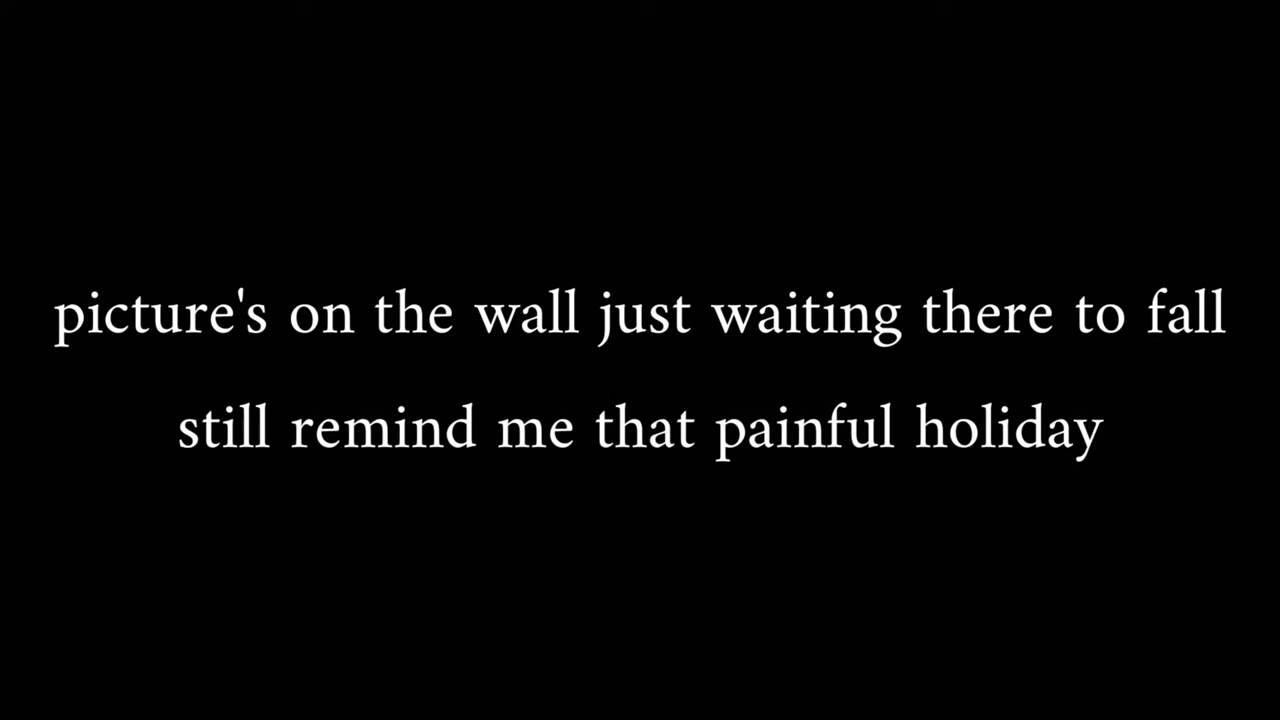 picture's on the wall just waiting there to fall
still remind me that painful holiday